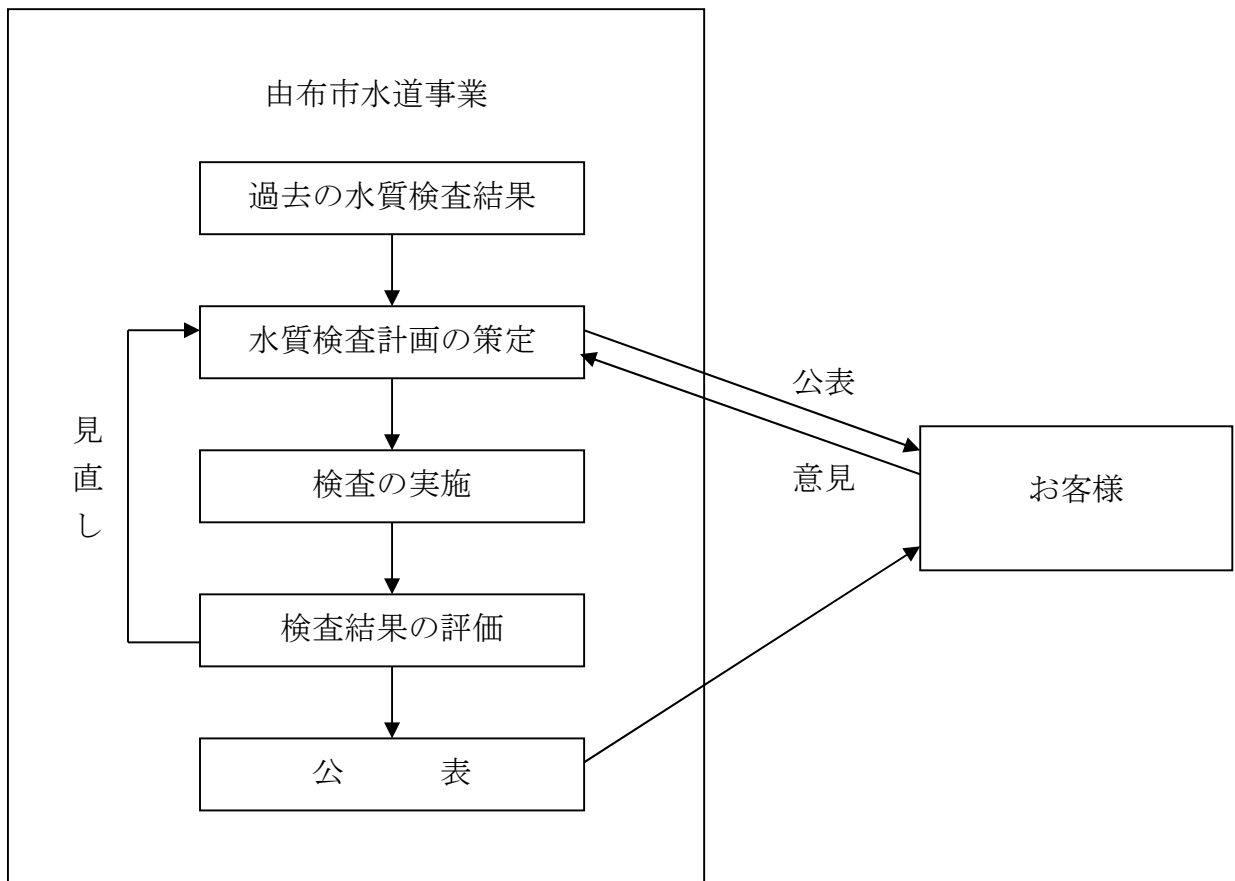 由布市水道事業
過去の水質検査結果
水質検査計画の策定
公表
見直し
意見
お客様
検査の実施
検査結果の評価
公　　　表